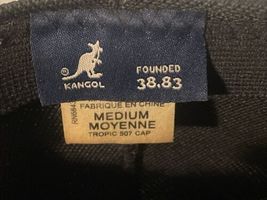 FOUNDED
38.83
© KANGOL
FABRIQUE EN CHINE
MEDIUM
MOYENNE
TROPIC 507 CAP